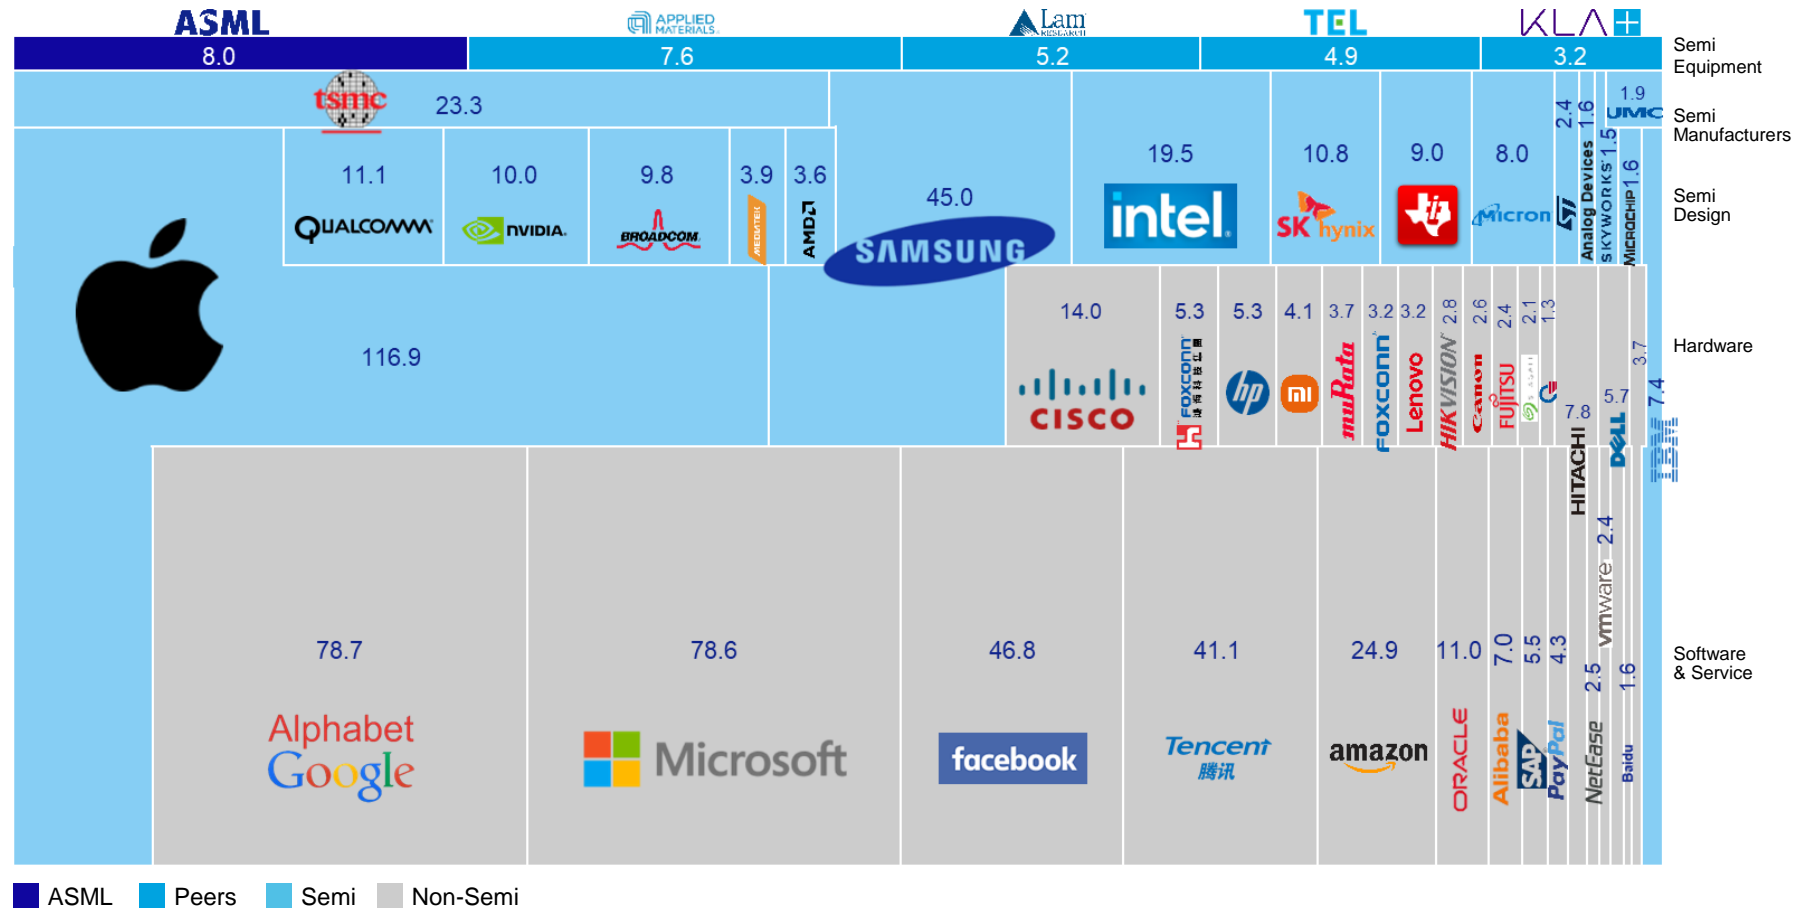 ASML
APPLIED
MATERIALS
Lam
RESEARCH
TEL
KLA
8.0
7.6
5.2
4.9
3.2
Semi
Equipment
tsmc
23.3
2.4
1.6
1.5
1.9
UMC
Semi
Manufacturers
11.1
10.0
9.8
3.9
3.6
45.0
19.5
10.8
9.0
8.0
1.6
Semi
Design
QUALCOMM
NVIDIA.
BROADCOM
MEDIATEK
AMD
SAMSUNG
intel.
SK hynix
Micron
ST
Analog Devices
SKYWORKS
MICROCHIP
116.9
14.0
5.3
5.3
4.1
3.7
3.2
3.2
2.8
2.6
2.4
2.1
1.3
7.8
5.7
3.7
7.4
Hardware
CISCO
FOXCONN
hp
mi
muRata
FOXCONN
Lenovo
HIKVISION
Canon
FUJITSU
HITACHI
DELL
IBM
78.7
78.6
46.8
41.1
24.9
11.0
7.0
5.5
4.3
2.5
2.4
1.6
Software
& Service
Alphabet
Google
Microsoft
facebook
Tencent
腾讯
amazon
ORACLE
Alibaba
SAP
PayPal
NetEase
vmware
Baidu
ASML
Peers
Semi
Non-Semi